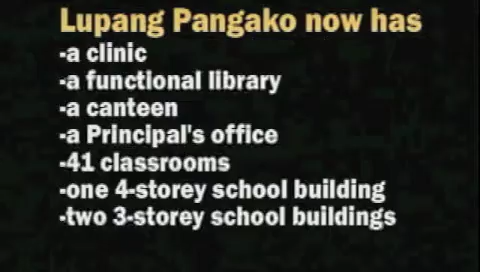 Lupang Pangako now has
-a clinic
-a functional library
-a canteen
-a Principal's office
-41 classrooms
-one 4-storey school building
-two 3-storey school buildings